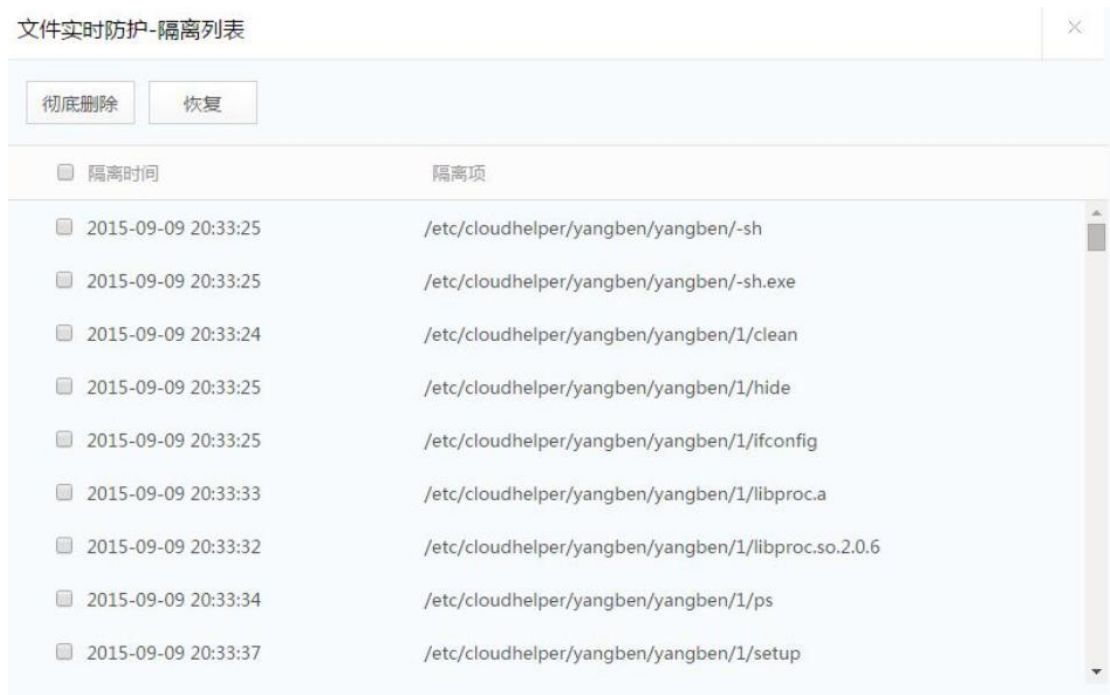 文件实时防护-隔离列表
彻底删除 恢复
隔离时间 隔离项
2015-09-09 20:33:25 /etc/cloudhelper/yangben/yangben/-sh
2015-09-09 20:33:25 /etc/cloudhelper/yangben/yangben/-sh.exe
2015-09-09 20:33:24 /etc/cloudhelper/yangben/yangben/1/clean
2015-09-09 20:33:25 /etc/cloudhelper/yangben/yangben/1/hide
2015-09-09 20:33:25 /etc/cloudhelper/yangben/yangben/1/ifconfig
2015-09-09 20:33:33 /etc/cloudhelper/yangben/yangben/1/libproc.a
2015-09-09 20:33:32 /etc/cloudhelper/yangben/yangben/1/libproc.so.2.0.6
2015-09-09 20:33:34 /etc/cloudhelper/yangben/yangben/1/ps
2015-09-09 20:33:37 /etc/cloudhelper/yangben/yangben/1/setup